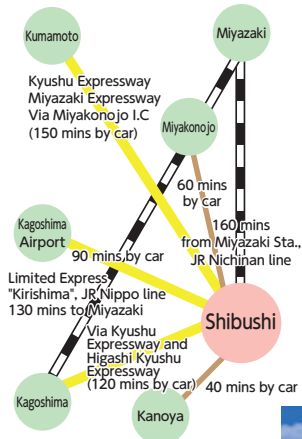 Kumamoto
Miyazaki
Kyushu Expressway
Miyazaki Expressway
Via Miyakonojo I.C
(150 mins by car)
Miyakonojo
60 mins
by car
160 mins
from Miyazaki Sta.,
JR Nichinan line
Kagoshima
Airport
90 mins by car
Limited Express
"Kirishima", JR Nippo line
130 mins to Miyazaki
Shibushi
Via Kyushu
Expressway and
Higashi Kyushu
Expressway
(120 mins by car)
Kagoshima
Kanoya
40 mins by car